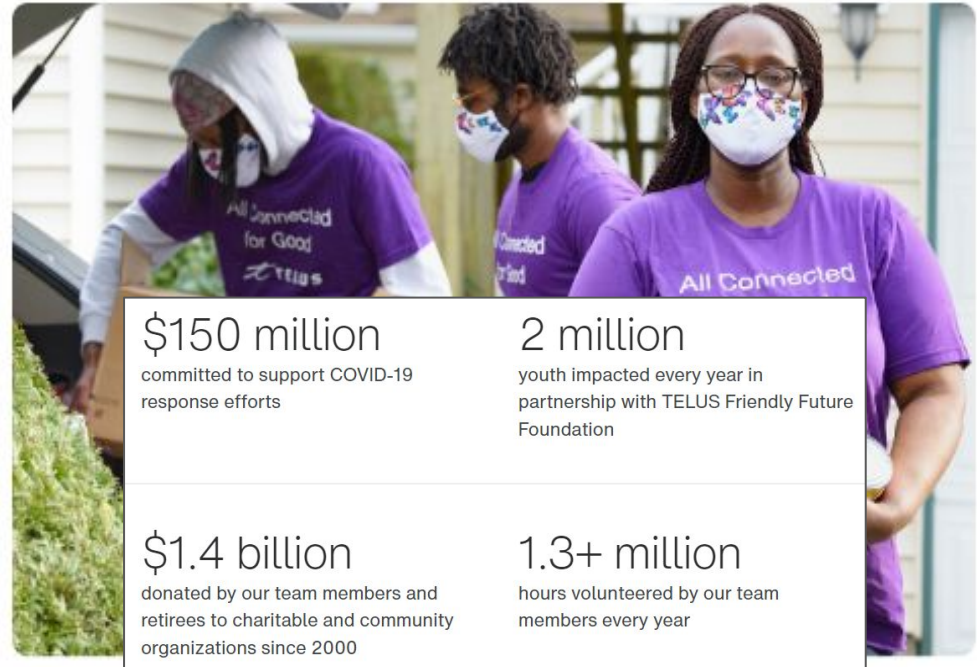 All Connected
for Good
TELUS
Connected
for Good
All Connected
$150 million
committed to support COVID-19
response efforts
2 million
youth impacted every year in
partnership with TELUS Friendly Future
Foundation
$1.4 billion
donated by our team members and
retirees to charitable and community
organizations since 2000
1.3+ million
hours volunteered by our team
members every year